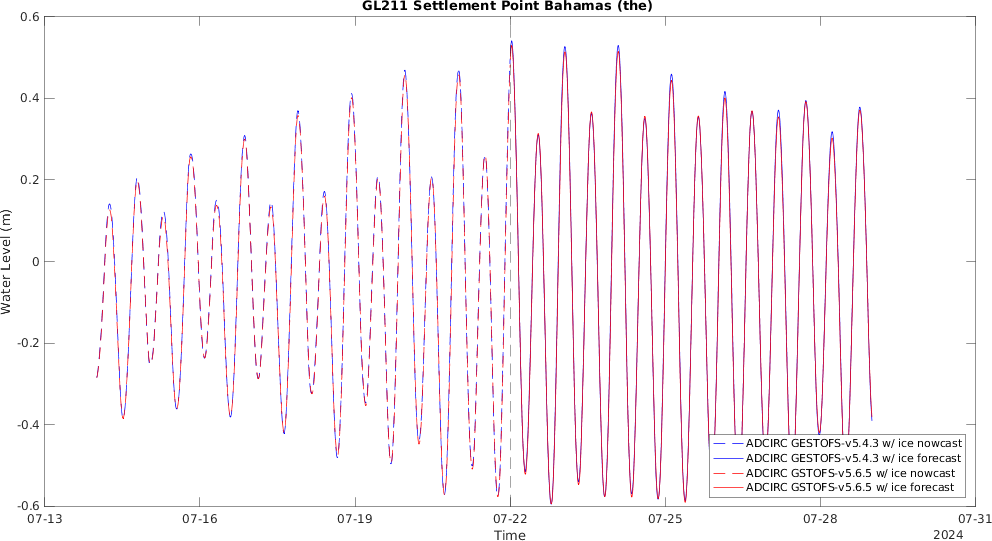 GL211 Settlement Point Bahamas (the)
0.6
0.4
0.2
0
-0.2
-0.4
-0.6
Water Level (m)
07-13
07-16
07-19
07-22
07-25
07-28
07-31
Time
2024
ADCIRC GESTOFS-v5.4.3 w/ ice nowcast
ADCIRC GESTOFS-v5.4.3 w/ ice forecast
ADCIRC GSTOFS-v5.6.5 w/ ice nowcast
ADCIRC GSTOFS-v5.6.5 w/ ice forecast